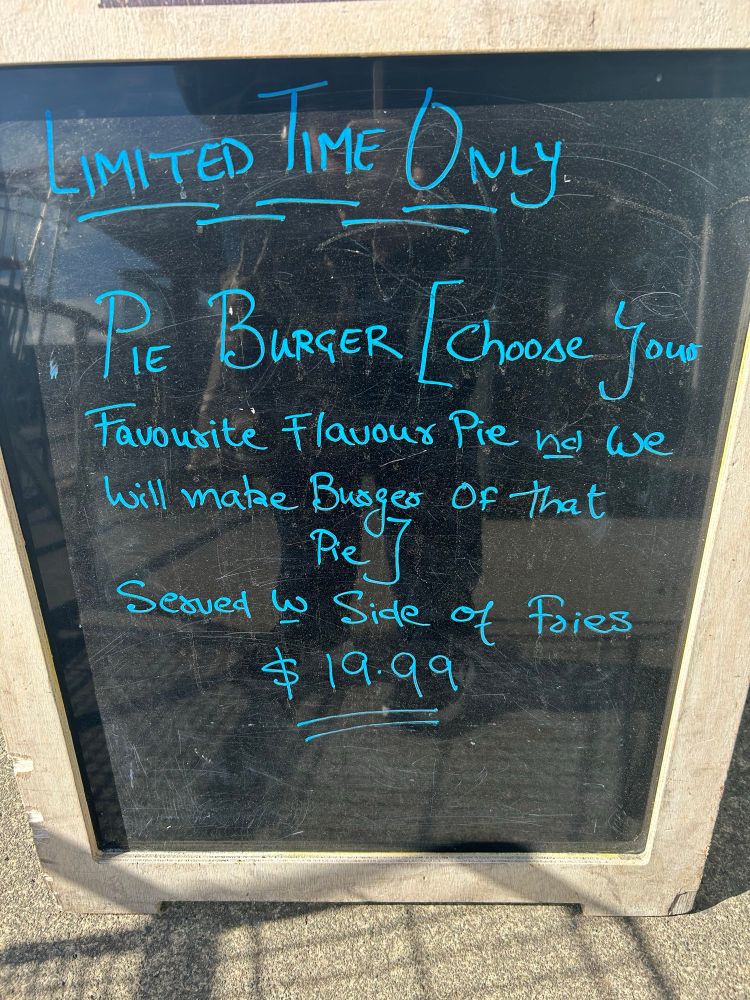 LIMITED TIME ONLY
PIE BURGER [Choose Your
Favourite Flavour Pie nd we
will make Burger Of that
Pie]
Served w Side of Fries
$ 19.99